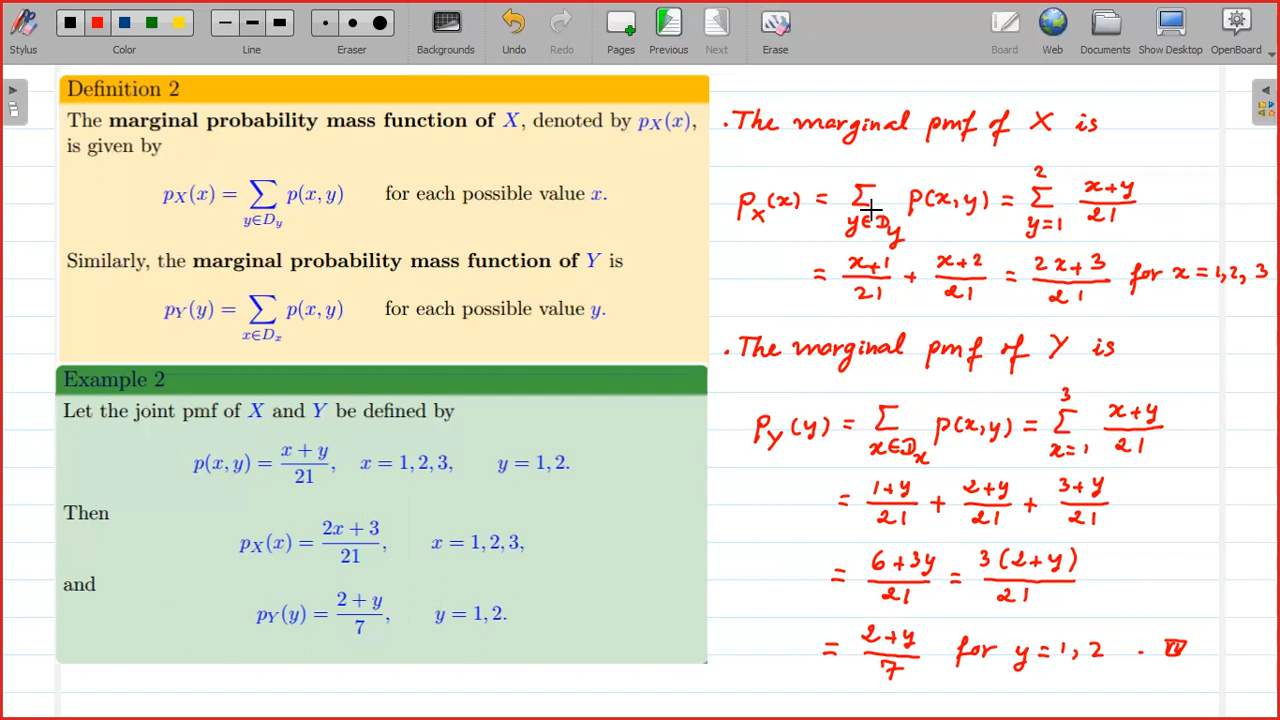 Stylus Color Line Eraser Backgrounds Undo Redo Pages Previous Next Erase Board Web Documents Show Desktop OpenBoard
Definition 2
The marginal probability mass function of X, denoted by p_X(x),
is given by
p_X(x) = ∑_{y∈D_y} p(x, y) for each possible value x.
Similarly, the marginal probability mass function of Y is
p_Y(y) = ∑_{x∈D_x} p(x, y) for each possible value y.
Example 2
Let the joint pmf of X and Y be defined by
p(x, y) = (x + y)/21, x = 1, 2, 3, y = 1, 2.
Then
p_X(x) = (2x + 3)/21, x = 1, 2, 3,
and
p_Y(y) = (2 + y)/7, y = 1, 2.
. The marginal pmf of X is
p_X(x) = ∑_{y∈D_y} p(x, y) = ∑_{y=1}^{2} (x+y)/21
= (x+1)/21 + (x+2)/21 = (2x+3)/21 for x = 1, 2, 3
. The marginal pmf of Y is
p_Y(y) = ∑_{x∈D_x} p(x, y) = ∑_{x=1}^{3} (x+y)/21
= (1+y)/21 + (2+y)/21 + (3+y)/21
= (6+3y)/21 = 3(2+y)/21
= (2+y)/7 for y = 1, 2 .